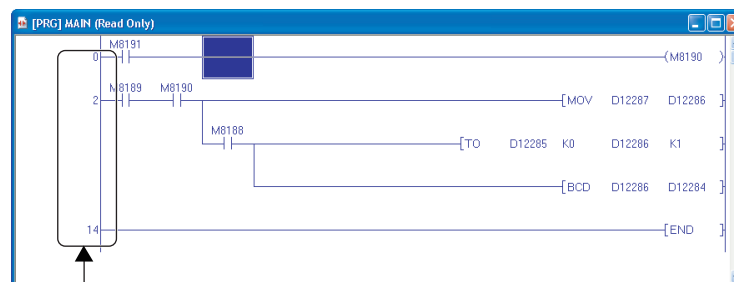 [PRG] MAIN (Read Only)
M8191
0 (M8190 )
M8189 M8190
2 [MOV D12287 D12286 ]
M8188
[TO D12285 K0 D12286 K1 ]
[BCD D12286 D12284 ]
14 [END ]